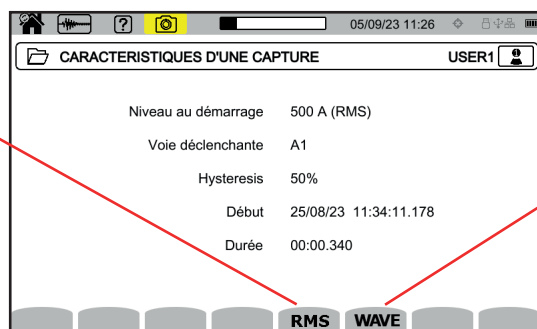 ? 05/09/23 11:26
CARACTERISTIQUES D'UNE CAPTURE USER1 1
Niveau au démarrage 500 A (RMS)
Voie déclenchante A1
Hysteresis 50%
Début 25/08/23 11:34:11.178
Durée 00:00.340
RMS WAVE